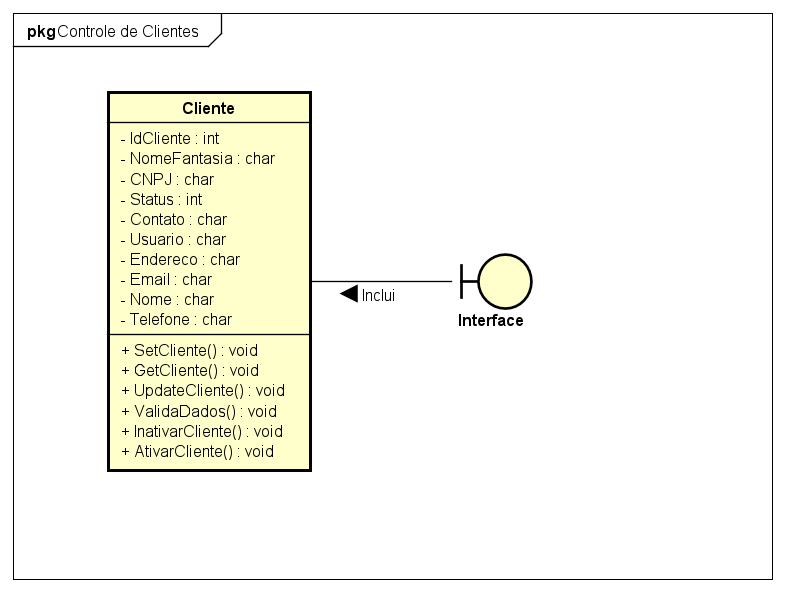 pkg Controle de Clientes
Cliente
- IdCliente : int
- NomeFantasia : char
- CNPJ : char
- Status : int
- Contato : char
- Usuario : char
- Endereco : char
- Email : char
- Nome : char
- Telefone : char
+ SetCliente() : void
+ GetCliente() : void
+ UpdateCliente() : void
+ ValidaDados() : void
+ InativarCliente() : void
+ AtivarCliente() : void
Inclui
Interface